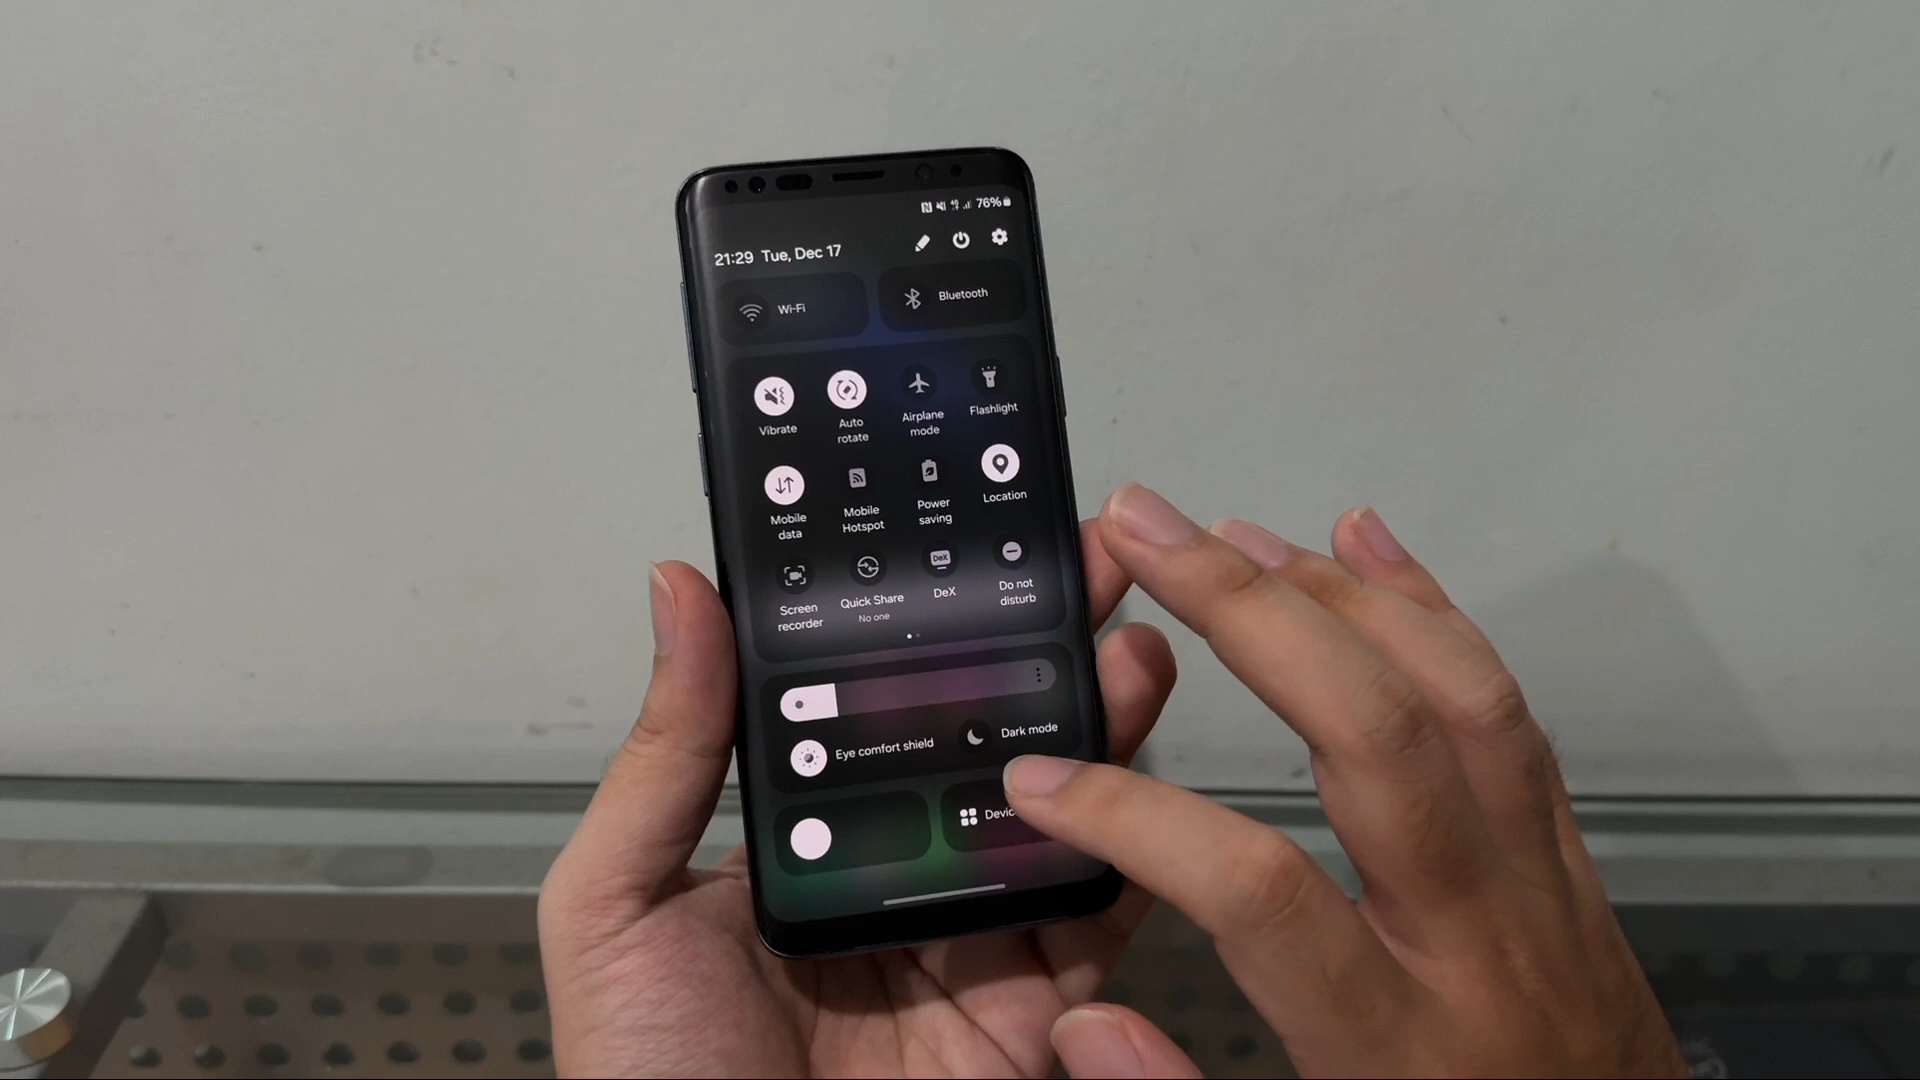 4G 76%
21:29 Tue, Dec 17
Wi-Fi
Bluetooth
Vibrate
Auto
rotate
Airplane
mode
Flashlight
Mobile
data
Mobile
Hotspot
Power
saving
Location
Screen
recorder
Quick Share
No one
DeX
DeX
Do not
disturb
Eye comfort shield
Dark mode
Devic